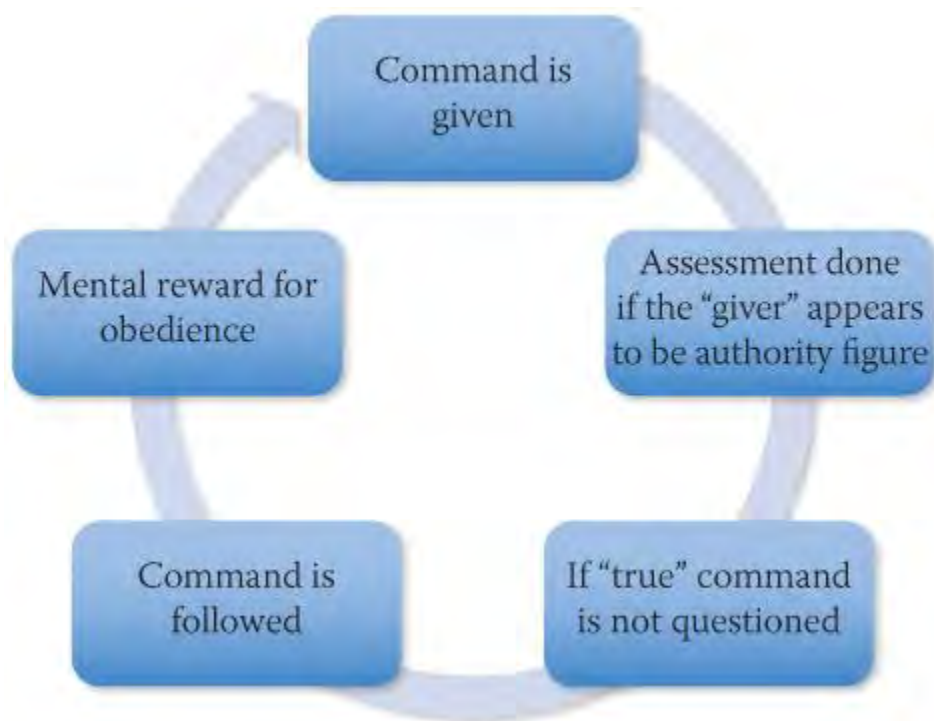 Command is
given
Assessment done
if the “giver” appears
to be authority figure
If “true” command
is not questioned
Command is
followed
Mental reward for
obedience